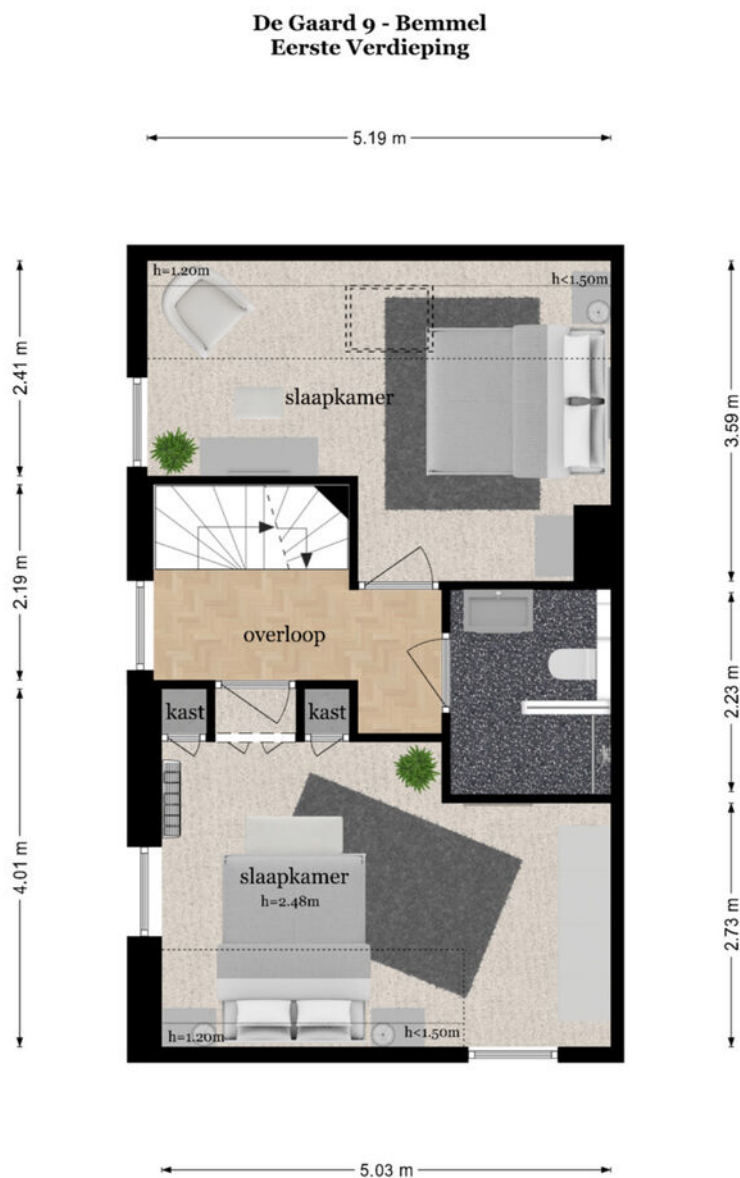 De Gaard 9 - Bemmel
Eerste Verdieping
5.19 m
h=1.20m
h<1.50m
2.41 m
3.59 m
slaapkamer
2.19 m
overloop
2.23 m
kast
kast
4.01 m
slaapkamer
h=2.48m
2.73 m
h=1.20m
h<1.50m
5.03 m